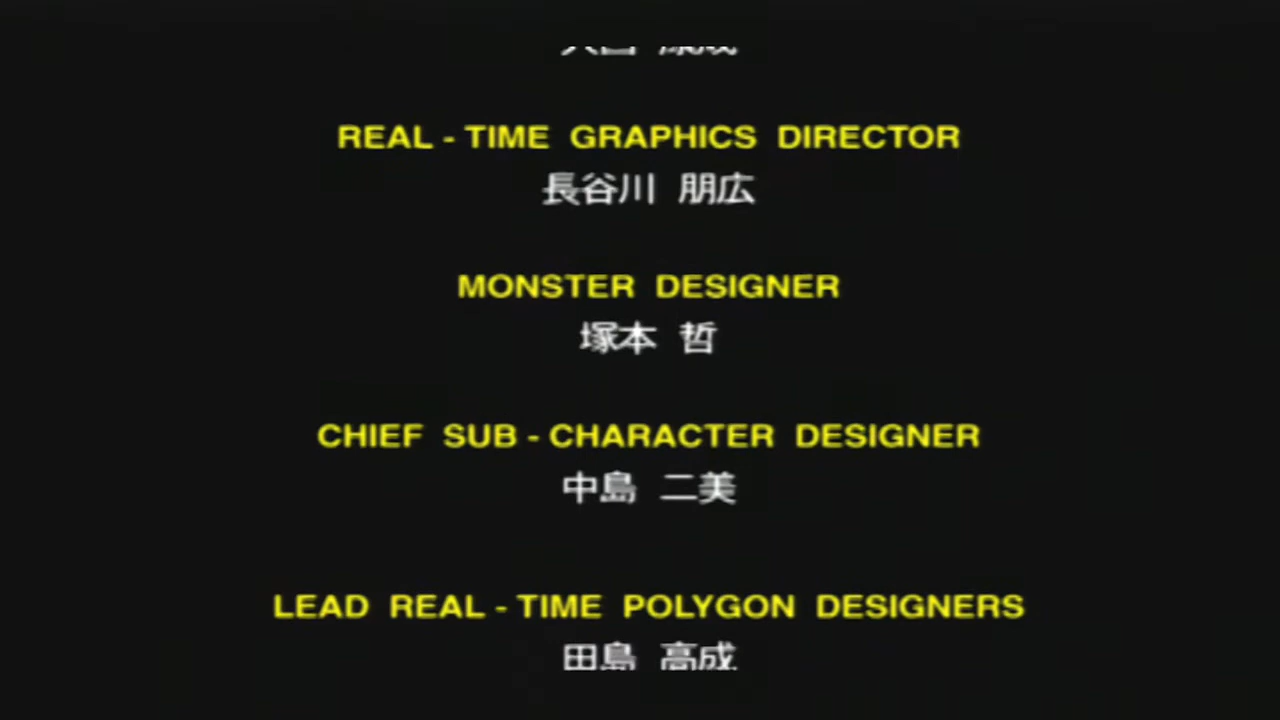 REAL - TIME GRAPHICS DIRECTOR
長谷川 朋広
MONSTER DESIGNER
塚本 哲
CHIEF SUB - CHARACTER DESIGNER
中島 二美
LEAD REAL - TIME POLYGON DESIGNERS
田島 高成